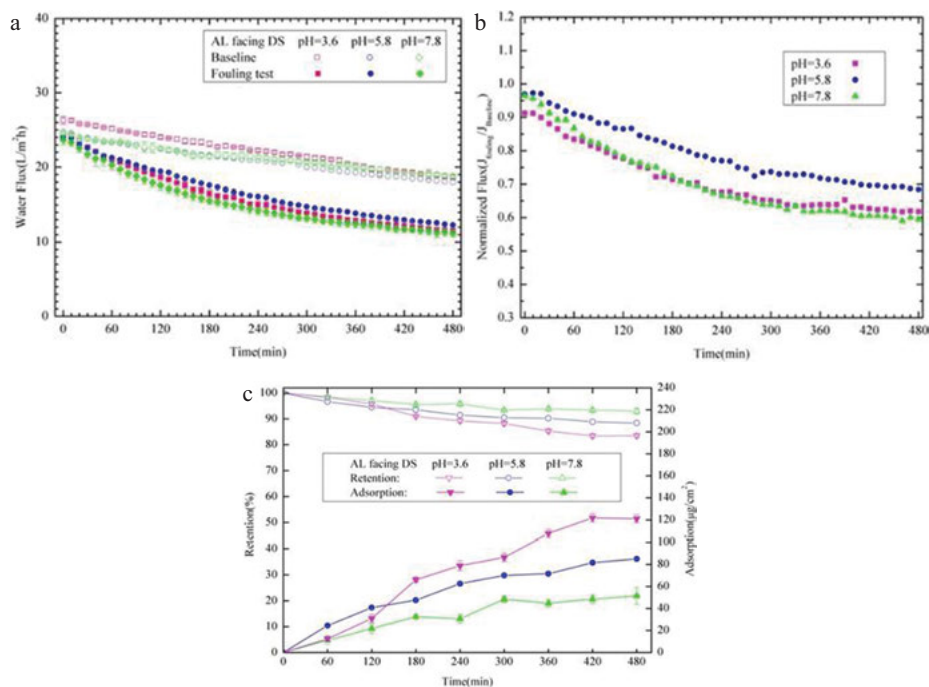 a
40
30
20
10
0
Water Flux(L/m²h)
AL facing DS pH=3.6 pH=5.8 pH=7.8
Baseline
Fouling test
0 60 120 180 240 300 360 420 480
Time(min)
b
1.2
1.1
1.0
0.9
0.8
0.7
0.6
0.5
0.4
0.3
Normalized Flux(J_fouling/J_Baseline)
pH=3.6
pH=5.8
pH=7.8
0 60 120 180 240 300 360 420 480
Time(min)
c
100
90
80
70
60
50
40
30
20
10
0
Retention(%)
AL facing DS pH=3.6 pH=5.8 pH=7.8
Retention:
Adsorption:
240
220
200
180
160
140
120
100
80
60
40
20
0
Adsorption(μg/cm²)
0 60 120 180 240 300 360 420 480
Time(min)